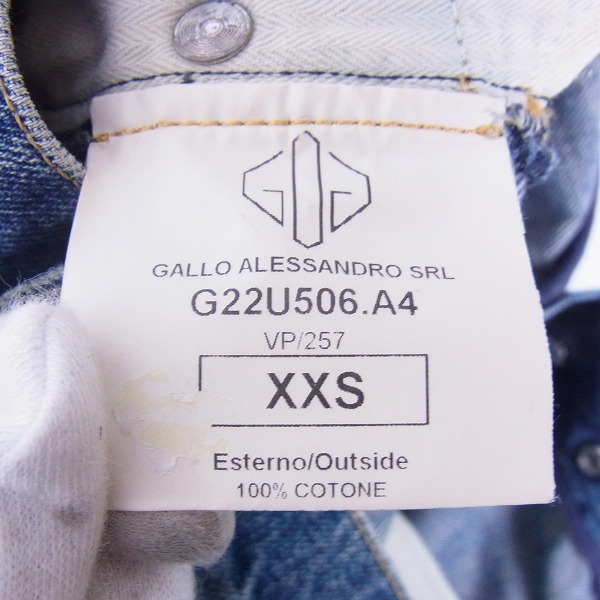 GALLO ALESSANDRO SRL
G22U506.A4
VP/257
XXS
Esterno/Outside
100% COTONE